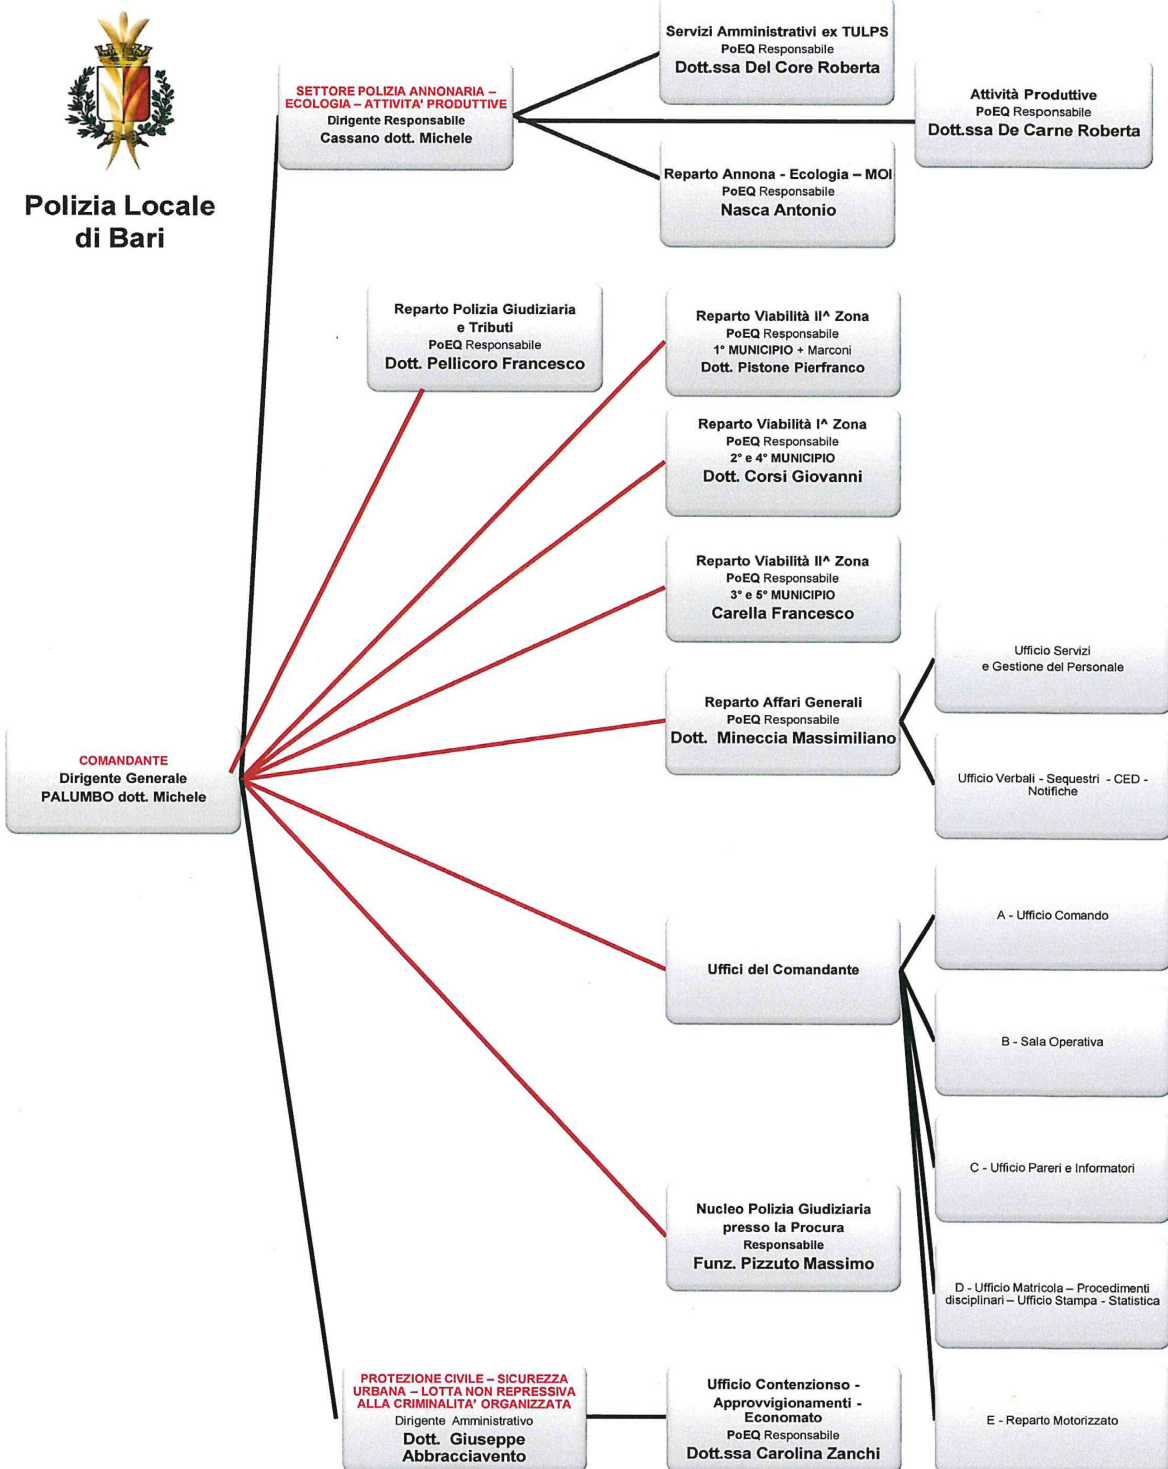 Polizia Locale
di Bari
SETTORE POLIZIA ANNONARIA –
ECOLOGIA – ATTIVITA' PRODUTTIVE
Dirigente Responsabile
Cassano dott. Michele
Servizi Amministrativi ex TULPS
PoEQ Responsabile
Dott.ssa Del Core Roberta
Attività Produttive
PoEQ Responsabile
Dott.ssa De Carne Roberta
Reparto Annona - Ecologia – MOI
PoEQ Responsabile
Nasca Antonio
Reparto Polizia Giudiziaria
e Tributi
PoEQ Responsabile
Dott. Pellicoro Francesco
Reparto Viabilità II^ Zona
PoEQ Responsabile
1° MUNICIPIO + Marconi
Dott. Pistone Pierfranco
Reparto Viabilità I^ Zona
PoEQ Responsabile
2° e 4° MUNICIPIO
Dott. Corsi Giovanni
Reparto Viabilità II^ Zona
PoEQ Responsabile
3° e 5° MUNICIPIO
Carella Francesco
Reparto Affari Generali
PoEQ Responsabile
Dott. Mineccia Massimiliano
Ufficio Servizi
e Gestione del Personale
Ufficio Verbali - Sequestri - CED -
Notifiche
COMANDANTE
Dirigente Generale
PALUMBO dott. Michele
Uffici del Comandante
A - Ufficio Comando
B - Sala Operativa
C - Ufficio Pareri e Informatori
D - Ufficio Matricola – Procedimenti
disciplinari – Ufficio Stampa - Statistica
E - Reparto Motorizzato
Nucleo Polizia Giudiziaria
presso la Procura
Responsabile
Funz. Pizzuto Massimo
PROTEZIONE CIVILE – SICUREZZA
URBANA – LOTTA NON REPRESSIVA
ALLA CRIMINALITA' ORGANIZZATA
Dirigente Amministrativo
Dott. Giuseppe
Abbracciavento
Ufficio Contenzionso -
Approvvigionamenti -
Economato
PoEQ Responsabile
Dott.ssa Carolina Zanchi